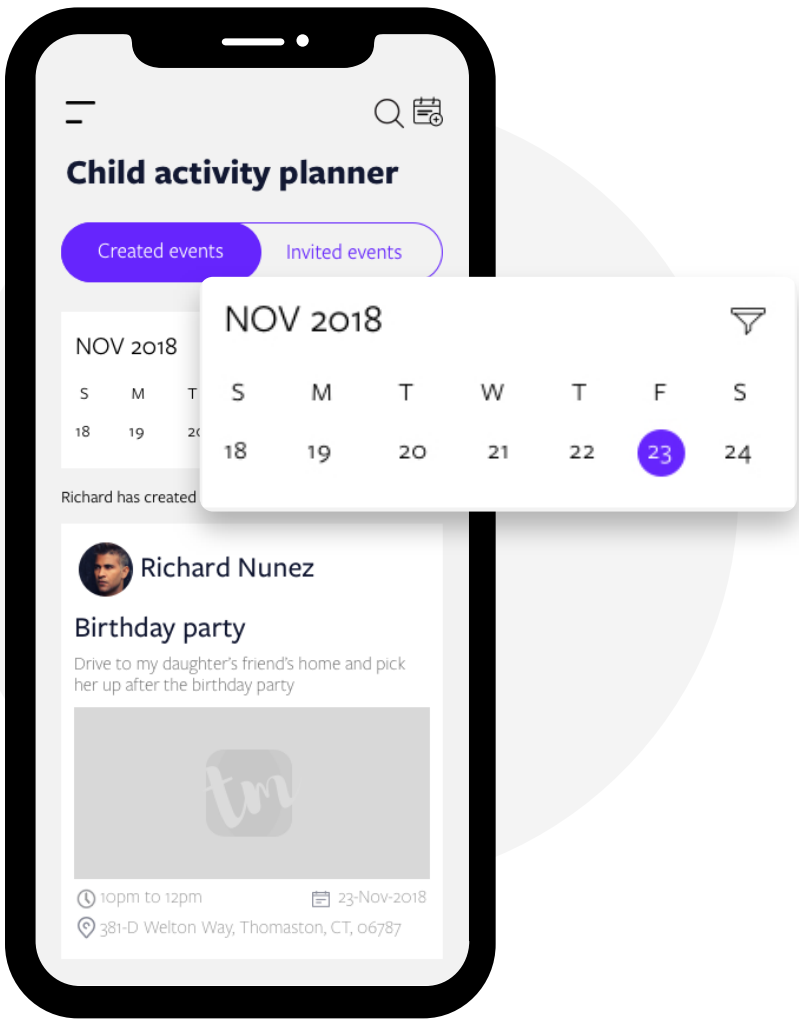 Child activity planner
Created events
Invited events
NOV 2018
S M T
18 19
NOV 2018
S M T W T F S
18 19 20 21 22 23 24
Richard has created
Richard Nunez
Birthday party
Drive to my daughter's friend's home and pick
her up after the birthday party
tm
10pm to 12pm
23-Nov-2018
381-D Welton Way, Thomaston, CT, 06787